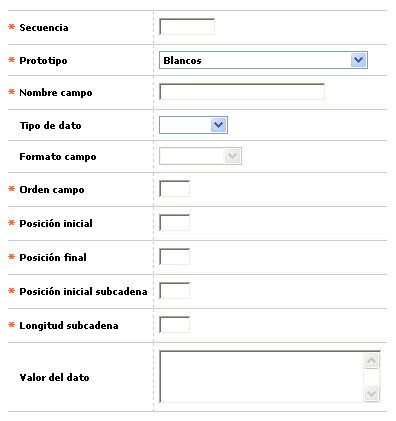 * Secuencia
* Prototipo Blancos
* Nombre campo
Tipo de dato
Formato campo
* Orden campo
* Posición inicial
* Posición final
* Posición inicial subcadena
* Longitud subcadena
Valor del dato